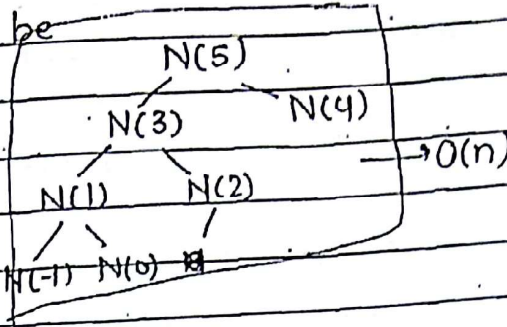 be
N(5)
N(3) N(4)
→ O(n)
N(1) N(2)
N(-1) N(0)